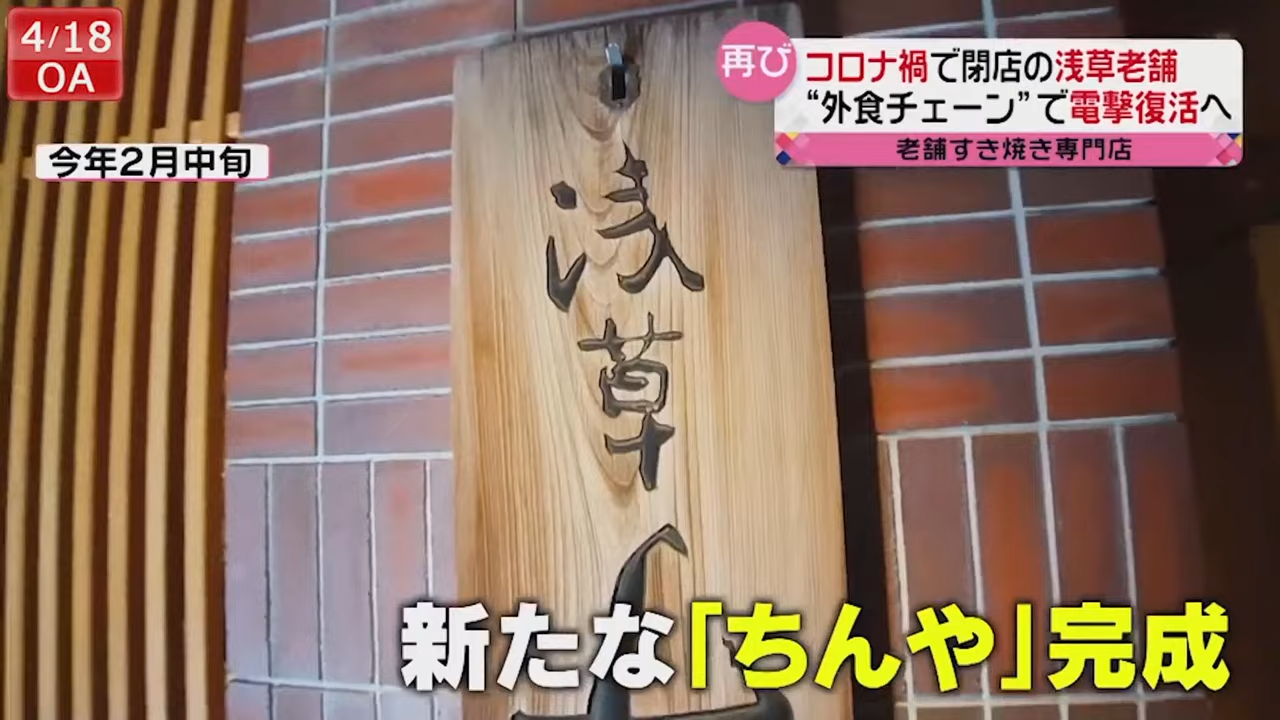 4/18
OA
今年2月中旬
再び
コロナ禍で閉店の浅草老舗
“外食チェーン”で電撃復活へ
老舗すき焼き専門店
浅草
新たな「ちんや」完成